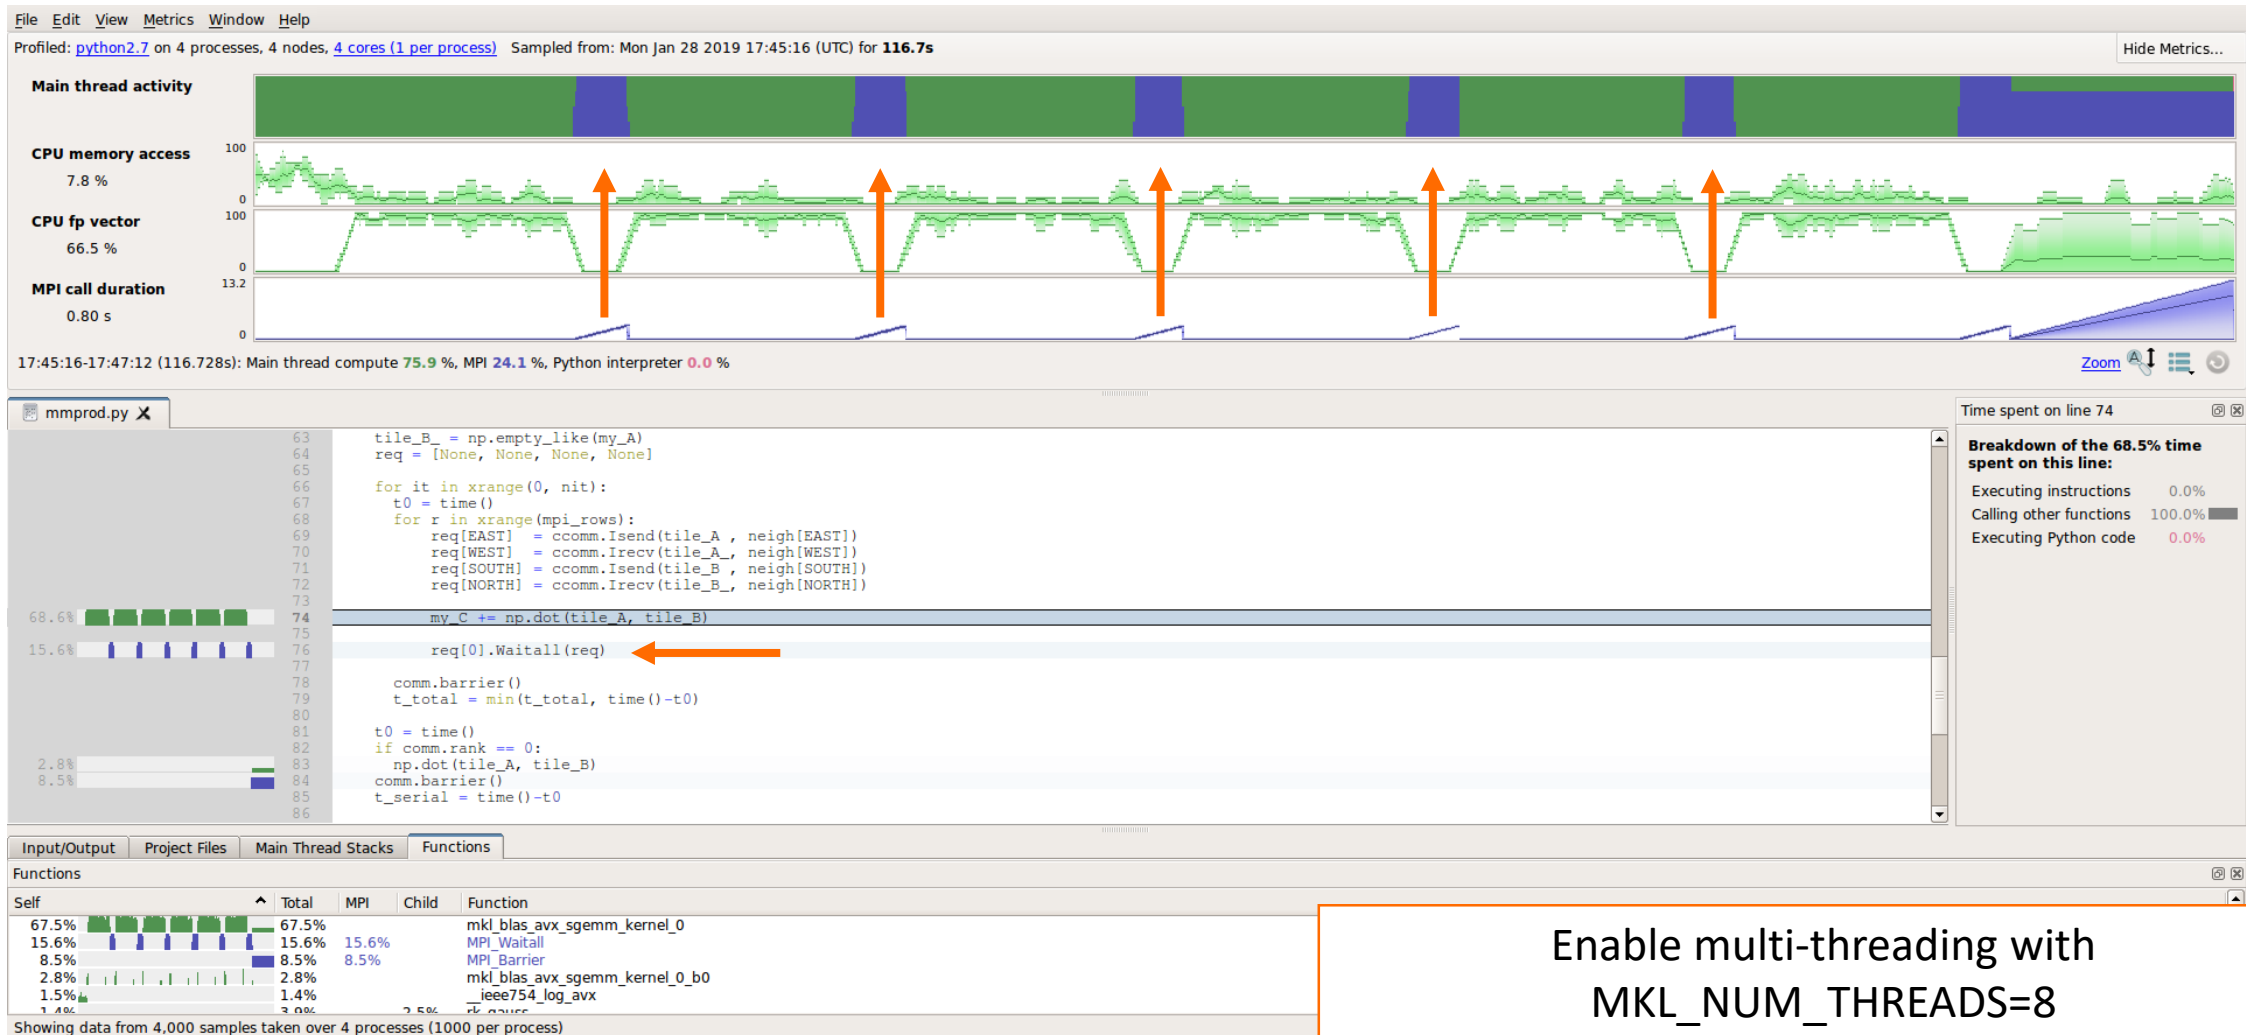 File Edit View Metrics Window Help
Profiled: python2.7 on 4 processes, 4 nodes, 4 cores (1 per process) Sampled from: Mon Jan 28 2019 17:45:16 (UTC) for 116.7s Hide Metrics...
Main thread activity
CPU memory access 100
7.8 %
0
CPU fp vector 100
66.5 %
0
MPI call duration 13.2
0.80 s
0
17:45:16-17:47:12 (116.728s): Main thread compute 75.9 %, MPI 24.1 %, Python interpreter 0.0 % Zoom
mmprod.py Time spent on line 74
63 tile_B_ = np.empty_like(my_A)
64 req = [None, None, None, None]
65
66 for it in xrange(0, nit):
67 t0 = time()
68 for r in xrange(mpi_rows):
69 req[EAST] = ccomm.Isend(tile_A , neigh[EAST])
70 req[WEST] = ccomm.Irecv(tile_A_, neigh[WEST])
71 req[SOUTH] = ccomm.Isend(tile_B , neigh[SOUTH])
72 req[NORTH] = ccomm.Irecv(tile_B_, neigh[NORTH])
73
68.6% 74 my_C += np.dot(tile_A, tile_B)
75
15.6% 76 req[0].Waitall(req)
77
78 comm.barrier()
79 t_total = min(t_total, time()-t0)
80
81 t0 = time()
82 if comm.rank == 0:
2.8% 83 np.dot(tile_A, tile_B)
8.5% 84 comm.barrier()
85 t_serial = time()-t0
86
Breakdown of the 68.5% time
spent on this line:
Executing instructions 0.0%
Calling other functions 100.0%
Executing Python code 0.0%
Input/Output Project Files Main Thread Stacks Functions
Functions
Self Total MPI Child Function
67.5% 67.5% mkl_blas_avx_sgemm_kernel_0
15.6% 15.6% 15.6% MPI_Waitall
8.5% 8.5% 8.5% MPI_Barrier
2.8% 2.8% mkl_blas_avx_sgemm_kernel_0_b0
1.5% 1.4% __ieee754_log_avx
1.4% 3.9% 2.5% rk_gauss
Showing data from 4,000 samples taken over 4 processes (1000 per process)
Enable multi-threading with
MKL_NUM_THREADS=8